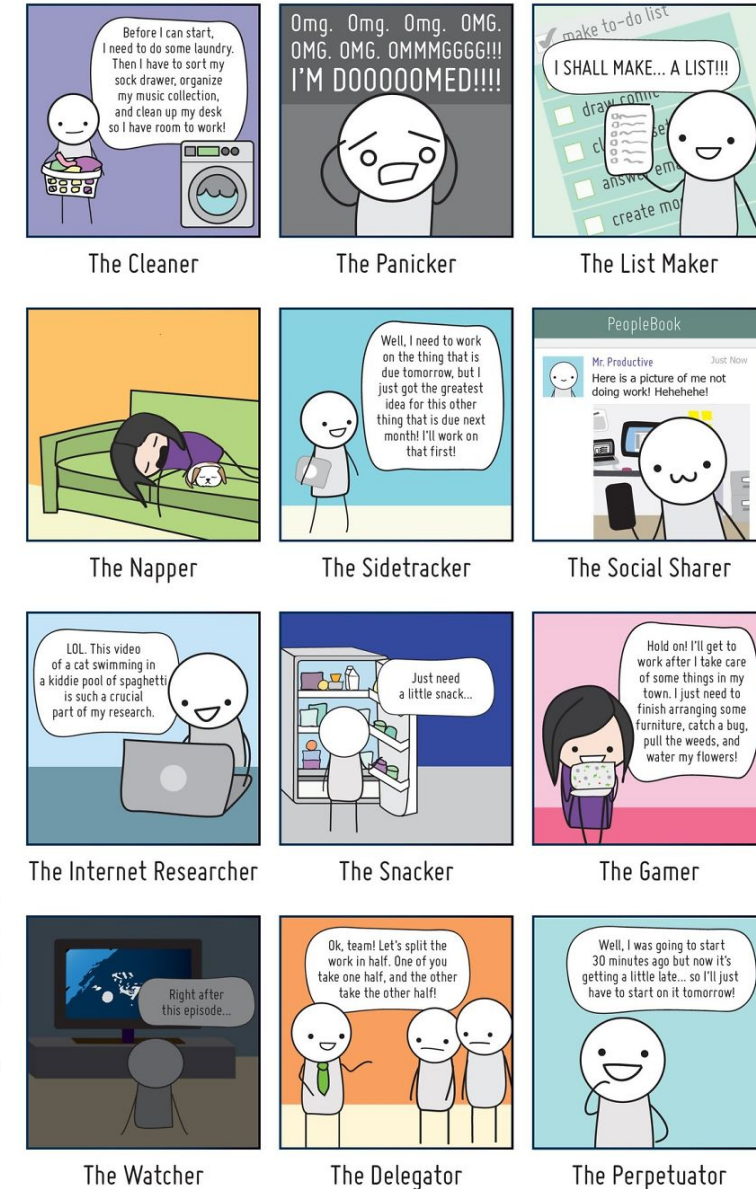 Before I can start,
I need to do some laundry.
Then I have to sort my
sock drawer, organize
my music collection,
and clean up my desk
so I have room to work!
The Cleaner
Omg. Omg. Omg. OMG.
OMG. OMG. OMMMGGGG!!!
I'M DOOOOOMED!!!!
The Panicker
make to-do list
I SHALL MAKE... A LIST!!!
draw comic
answer
create
The List Maker
The Napper
Well, I need to work
on the thing that is
due tomorrow, but I
just got the greatest
idea for this other
thing that is due next
month! I'll work on
that first!
The Sidetracker
PeopleBook
Mr. Productive
Just Now
Here is a picture of me not
doing work! Hehehehe!
The Social Sharer
LOL. This video
of a cat swimming in
a kiddie pool of spaghetti
is such a crucial
part of my research.
The Internet Researcher
Just need
a little snack...
The Snacker
Hold on! I'll get to
work after I take care
of some things in my
town. I just need to
finish arranging some
furniture, catch a bug,
pull the weeds, and
water my flowers!
The Gamer
Right after
this episode...
The Watcher
Ok, team! Let's split the
work in half. One of you
take one half, and the other
take the other half!
The Delegator
Well, I was going to start
30 minutes ago but now it's
getting a little late... so I'll just
have to start on it tomorrow!
The Perpetuator